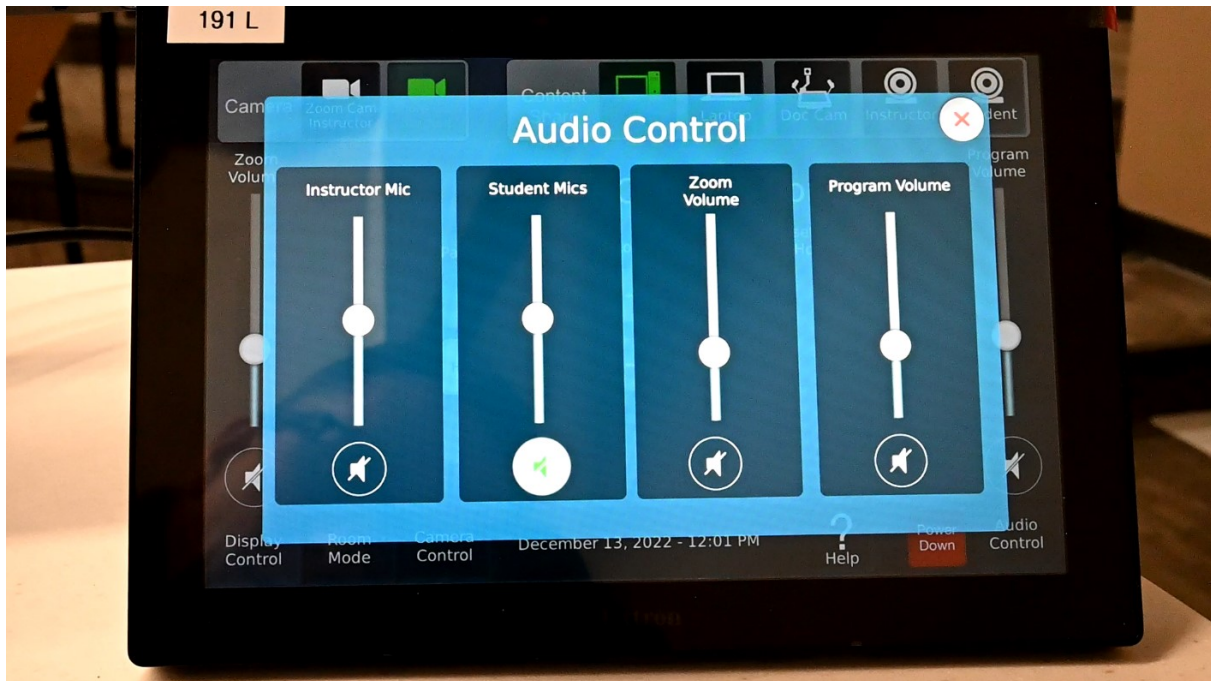 191 L
Camera
Zoom Cam
Instructor
Content
Laptop
Doc Cam
Instructor
Audio Control
Zoom
Volume
Program
Volume
Instructor Mic
Student Mics
Zoom
Volume
Program Volume
Display
Control
Room
Mode
Camera
Control
December 13, 2022 - 12:01 PM
?
Help
Power
Down
Audio
Control